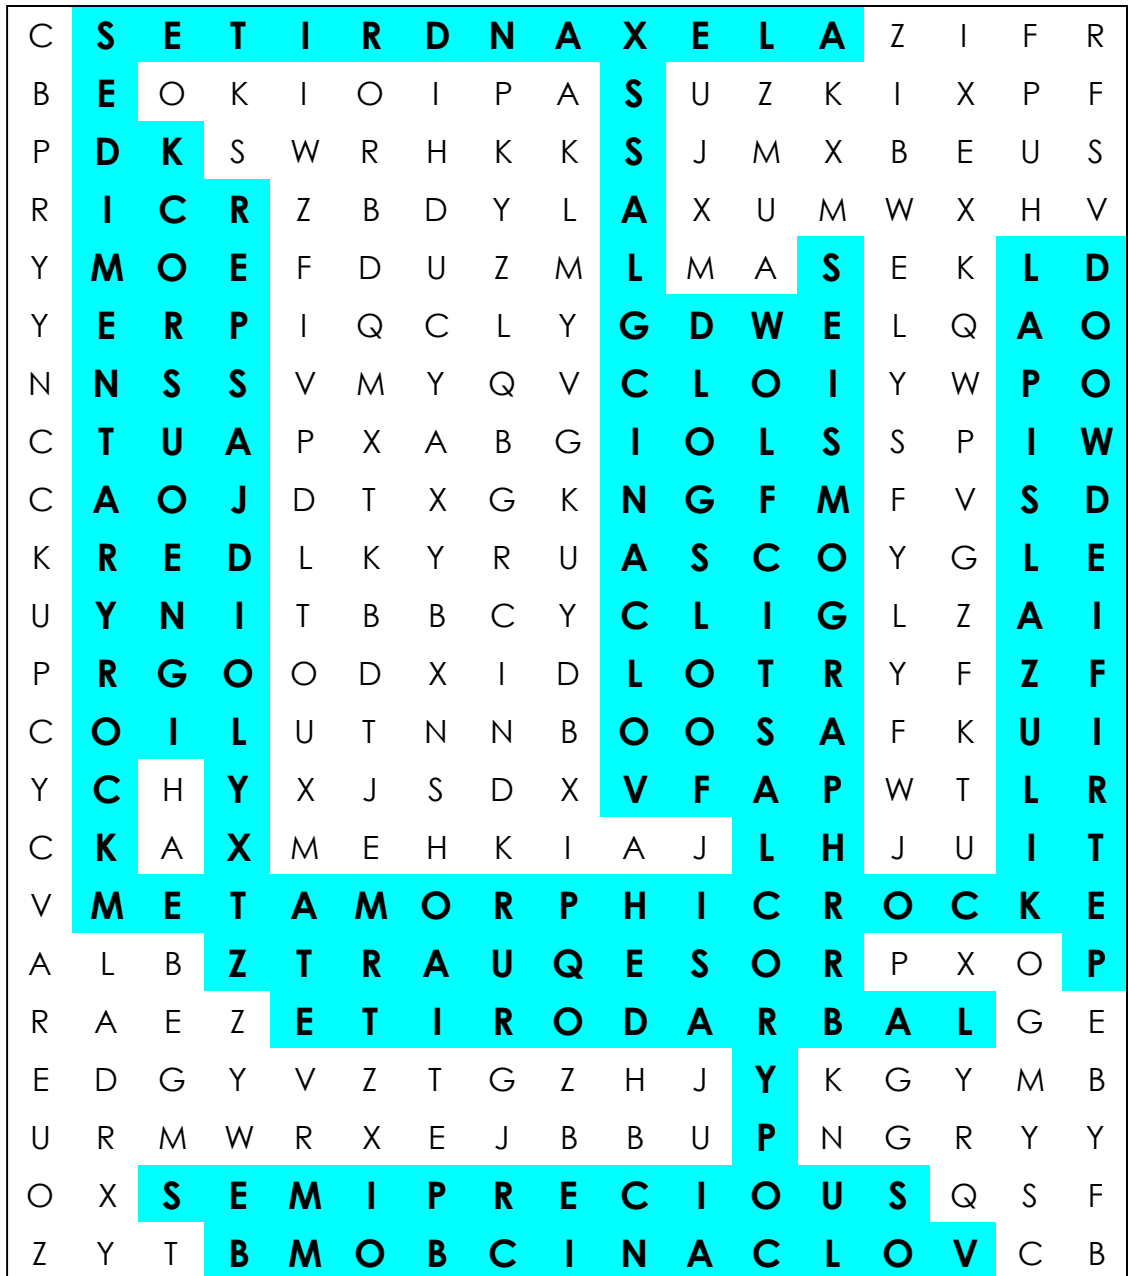 C S E T I R D N A X E L A Z I F R
B E O K I O I P A S U Z K I X P F
P D K S W R H K K S J M X B E U S
R I C R Z B D Y L A X U M W X H V
Y M O E F D U Z M L M A S E K L D
Y E R P I Q C L Y G D W E L Q A O
N N S S V M Y Q V C L O I Y W P O
C T U A P X A B G I O L S S P I W
C A O J D T X G K N G F M F V S D
K R E D L K Y R U A S C O Y G L E
U Y N I T B B C Y C L I G L Z A I
P R G O O D X I D L O T R Y F Z F
C O I L U T N N B O O S A F K U I
Y C H Y X J S D X V F A P W T L R
C K A X M E H K I A J L H J U I T
V M E T A M O R P H I C R O C K E
A L B Z T R A U Q E S O R P X O P
R A E Z E T I R O D A R B A L G E
E D G Y V Z T G Z H J Y K G Y M B
U R M W R X E J B B U P N G R Y Y
O X S E M I P R E C I O U S Q S F
Z Y T B M O B C I N A C L O V C B